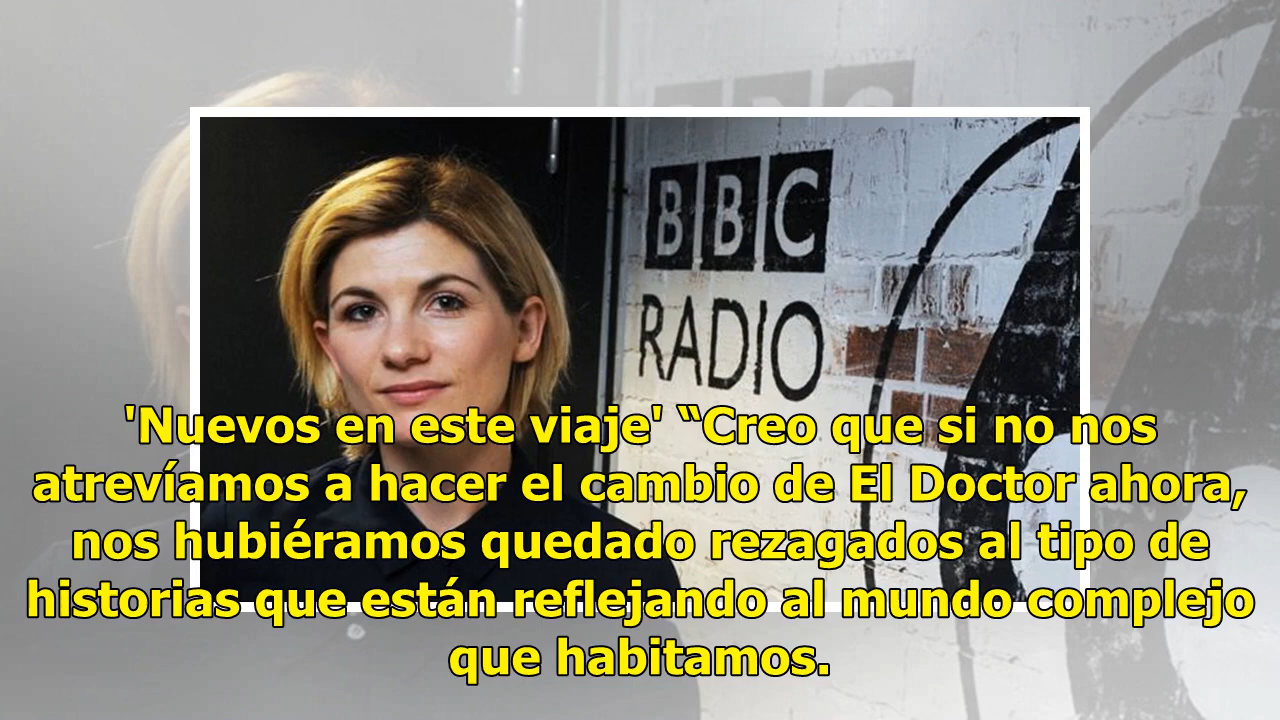 BBC
RADIO
'Nuevos en este viaje' “Creo que si no nos
atrevíamos a hacer el cambio de El Doctor ahora,
nos hubiéramos quedado rezagados al tipo de
historias que están reflejando al mundo complejo
que habitamos.